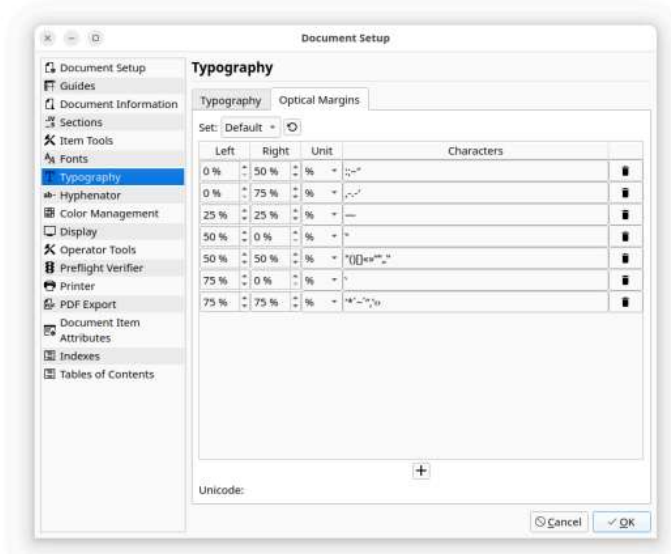 Document Setup
Document Setup
Guides
Document Information
Sections
Item Tools
Fonts
Typography
Hyphenator
Color Management
Display
Operator Tools
Preflight Verifier
Printer
PDF Export
Document Item
Attributes
Indexes
Tables of Contents
Typography
Typography Optical Margins
Set: Default
Left Right Unit Characters
0 % 50 % %
0 % 75 % %
25 % 25 % % —
50 % 0 % %
50 % 50 % %
75 % 0 % %
75 % 75 % %
Unicode:
Cancel OK